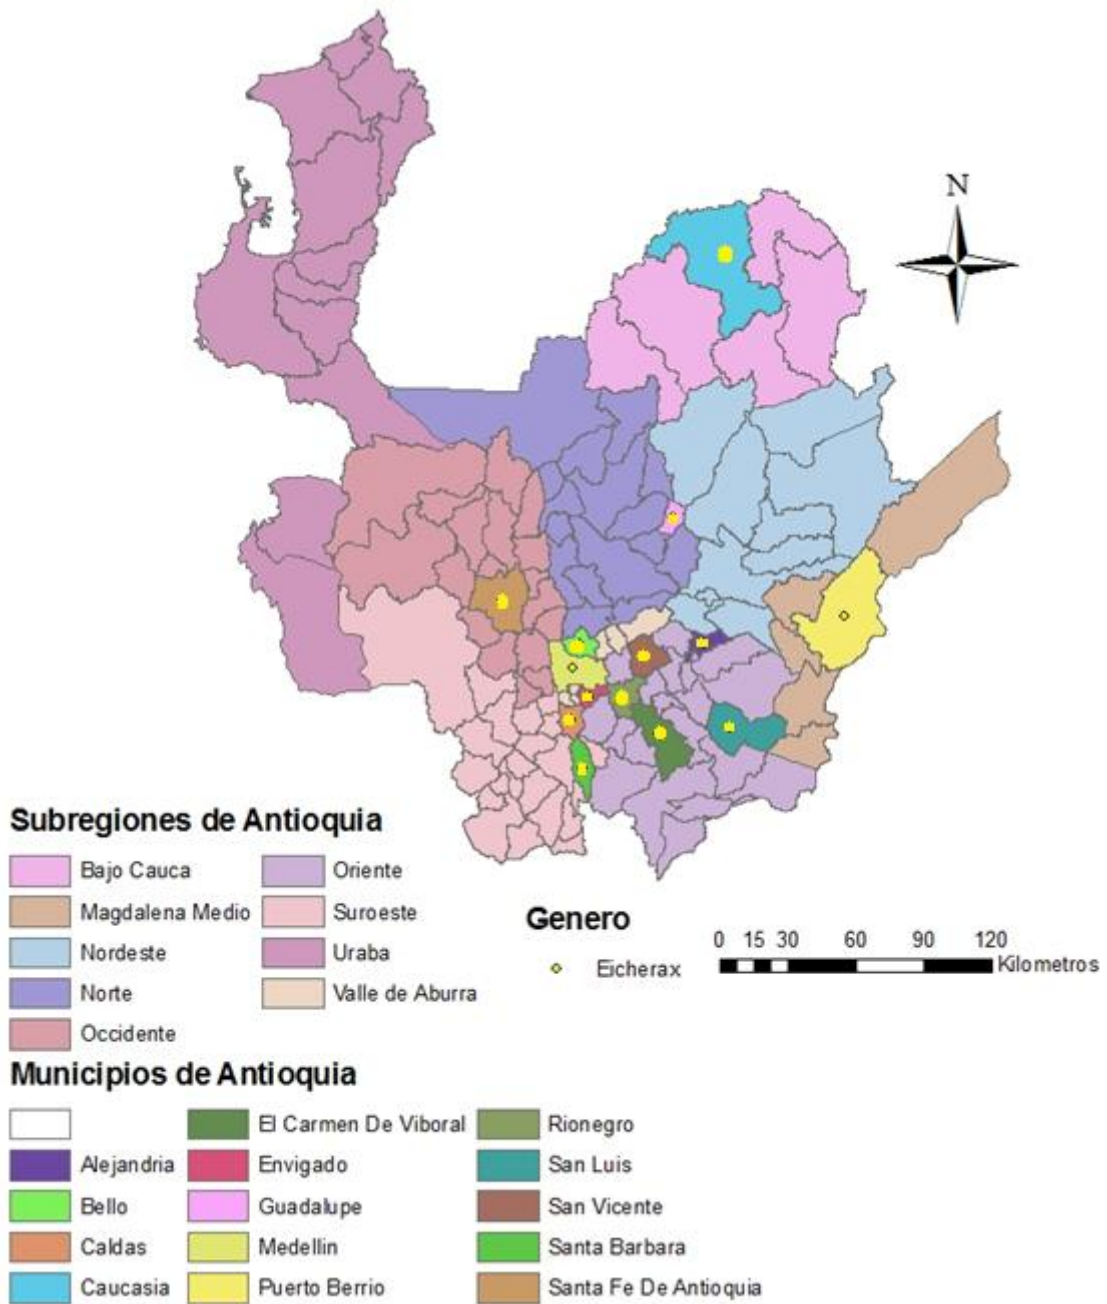 N
Subregiones de Antioquia
Bajo Cauca
Magdalena Medio
Nordeste
Norte
Occidente
Oriente
Suroeste
Uraba
Valle de Aburra
Genero
Eicherax
0 15 30 60 90 120
Kilometros
Municipios de Antioquia
Alejandria
Bello
Caldas
Caucasia
El Carmen De Viboral
Envigado
Guadalupe
Medellin
Puerto Berrio
Rionegro
San Luis
San Vicente
Santa Barbara
Santa Fe De Antioquia